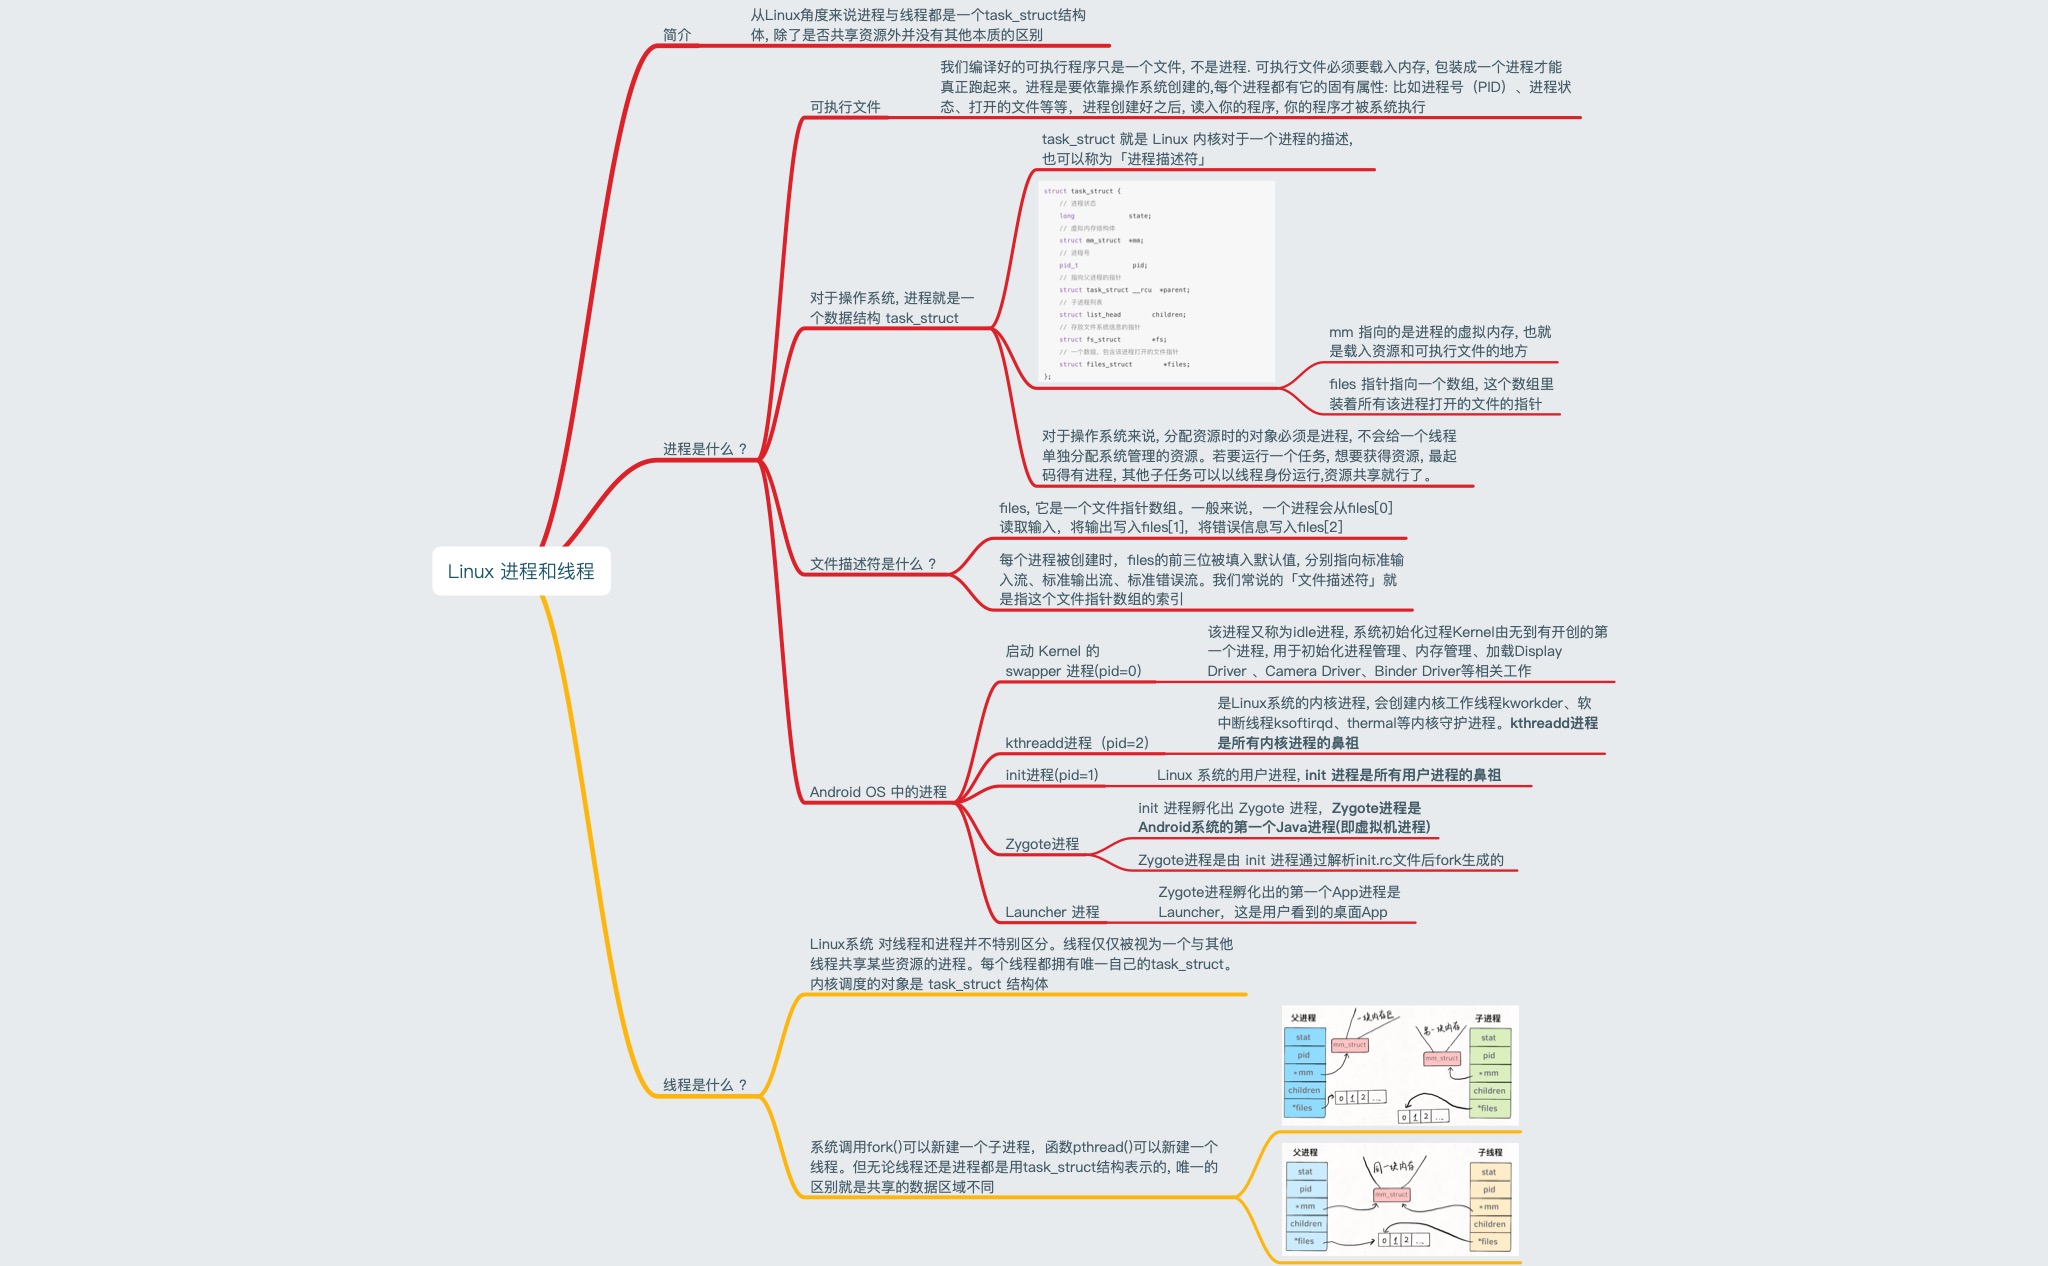 简介
从Linux角度来说进程与线程都是一个task_struct结构
体, 除了是否共享资源外并没有其他本质的区别
Linux 进程和线程
进程是什么 ?
可执行文件
我们编译好的可执行程序只是一个文件, 不是进程. 可执行文件必须要载入内存, 包装成一个进程才能
真正跑起来。进程是要依靠操作系统创建的,每个进程都有它的固有属性: 比如进程号（PID）、进程状
态、打开的文件等等，进程创建好之后, 读入你的程序, 你的程序才被系统执行
对于操作系统, 进程就是一
个数据结构 task_struct
task_struct 就是 Linux 内核对于一个进程的描述,
也可以称为「进程描述符」
struct task_struct {
// 进程状态
long state;
// 虚拟内存结构体
struct mm_struct *mm;
// 进程号
pid_t pid;
// 指向父进程的指针
struct task_struct __rcu *parent;
// 子进程列表
struct list_head children;
// 存放文件系统信息的指针
struct fs_struct *fs;
// 一个数组，包含该进程打开的文件指针
struct files_struct *files;
};
mm 指向的是进程的虚拟内存, 也就
是载入资源和可执行文件的地方
files 指针指向一个数组, 这个数组里
装着所有该进程打开的文件的指针
对于操作系统来说, 分配资源时的对象必须是进程, 不会给一个线程
单独分配系统管理的资源。若要运行一个任务, 想要获得资源, 最起
码得有进程, 其他子任务可以以线程身份运行,资源共享就行了。
文件描述符是什么 ?
files, 它是一个文件指针数组。一般来说，一个进程会从files[0]
读取输入，将输出写入files[1]，将错误信息写入files[2]
每个进程被创建时，files的前三位被填入默认值, 分别指向标准输
入流、标准输出流、标准错误流。我们常说的「文件描述符」就
是指这个文件指针数组的索引
Android OS 中的进程
启动 Kernel 的
swapper 进程(pid=0)
该进程又称为idle进程, 系统初始化过程Kernel由无到有开创的第
一个进程, 用于初始化进程管理、内存管理、加载Display
Driver 、Camera Driver、Binder Driver等相关工作
kthreadd进程（pid=2）
是Linux系统的内核进程, 会创建内核工作线程kworkder、软
中断线程ksoftirqd、thermal等内核守护进程。kthreadd进程
是所有内核进程的鼻祖
init进程(pid=1)
Linux 系统的用户进程, init 进程是所有用户进程的鼻祖
Zygote进程
init 进程孵化出 Zygote 进程，Zygote进程是
Android系统的第一个Java进程(即虚拟机进程)
Zygote进程是由 init 进程通过解析init.rc文件后fork生成的
Launcher 进程
Zygote进程孵化出的第一个App进程是
Launcher，这是用户看到的桌面App
线程是什么 ?
Linux系统 对线程和进程并不特别区分。线程仅仅被视为一个与其他
线程共享某些资源的进程。每个线程都拥有唯一自己的task_struct。
内核调度的对象是 task_struct 结构体
系统调用fork()可以新建一个子进程，函数pthread()可以新建一个
线程。但无论线程还是进程都是用task_struct结构表示的, 唯一的
区别就是共享的数据区域不同
父进程
stat
pid
*mm
children
*files
一块内存
mm_struct
0 1 2 ...
另一块内存
mm_struct
0 1 2 ...
子进程
stat
pid
*mm
children
*files
父进程
stat
pid
*mm
children
*files
同一块内存
mm_struct
0 1 2 ...
子线程
stat
pid
*mm
children
*files